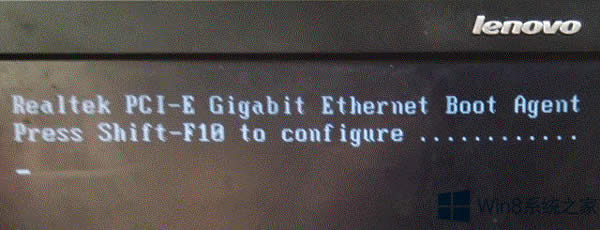 lenovo
Realtek PCI-E Gigabit Ethernet Boot Agent
Press Shift-F10 to configure ............
Win8系统之家